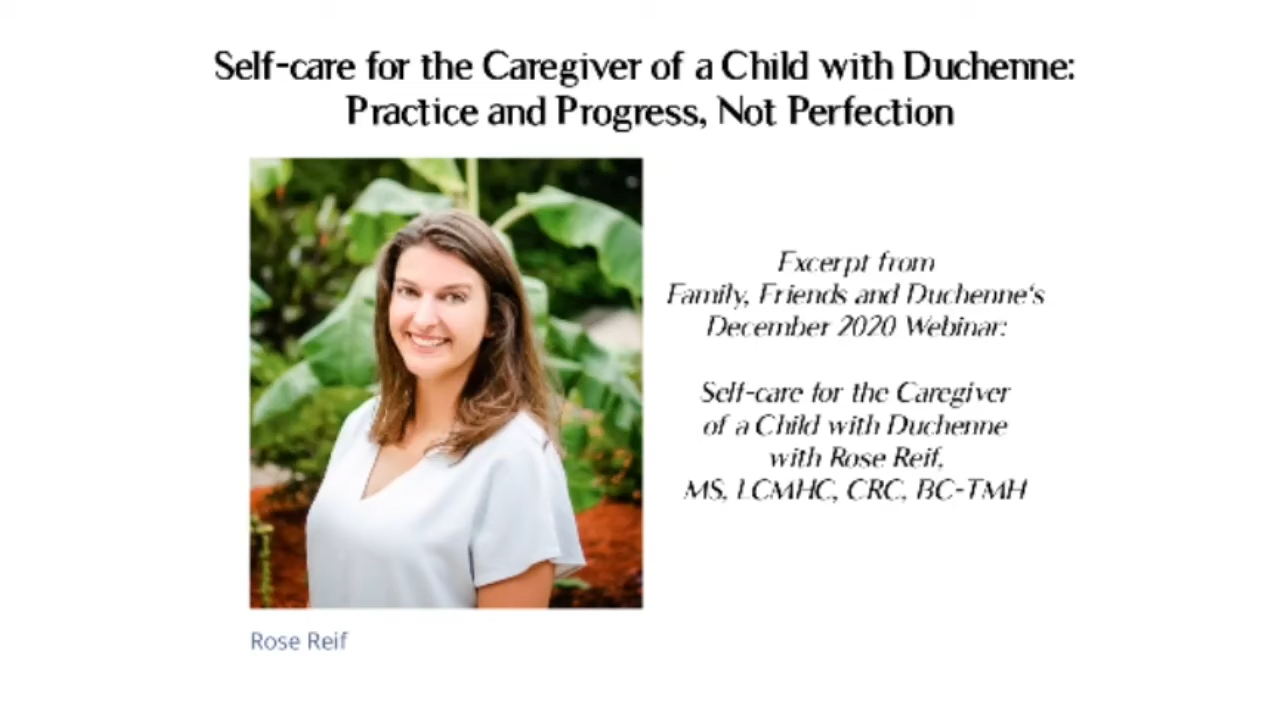 Self-care for the Caregiver of a Child with Duchenne:
Practice and Progress, Not Perfection
Excerpt from
Family, Friends and Duchenne's
December 2020 Webinar:
Self-care for the Caregiver
of a Child with Duchenne
with Rose Reif,
MS, LCMHC, CRC, BC-TMH
Rose Reif